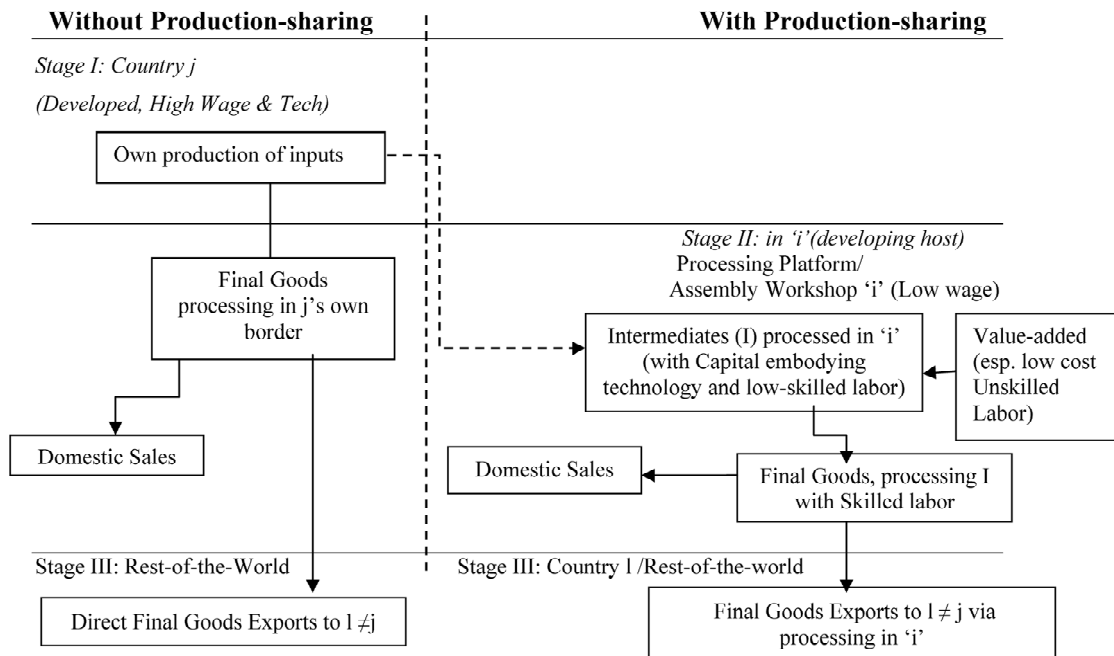 Without Production-sharing
With Production-sharing
Stage I: Country j
(Developed, High Wage & Tech)
Own production of inputs
Stage II: in ‘i’(developing host)
Processing Platform/
Assembly Workshop ‘i’ (Low wage)
Final Goods
processing in j’s own
border
Intermediates (I) processed in ‘i’
(with Capital embodying
technology and low-skilled labor)
Value-added
(esp. low cost
Unskilled
Labor)
Domestic Sales
Domestic Sales
Final Goods, processing I
with Skilled labor
Stage III: Rest-of-the-World
Stage III: Country l /Rest-of-the-world
Direct Final Goods Exports to l ≠j
Final Goods Exports to l ≠ j via
processing in ‘i’